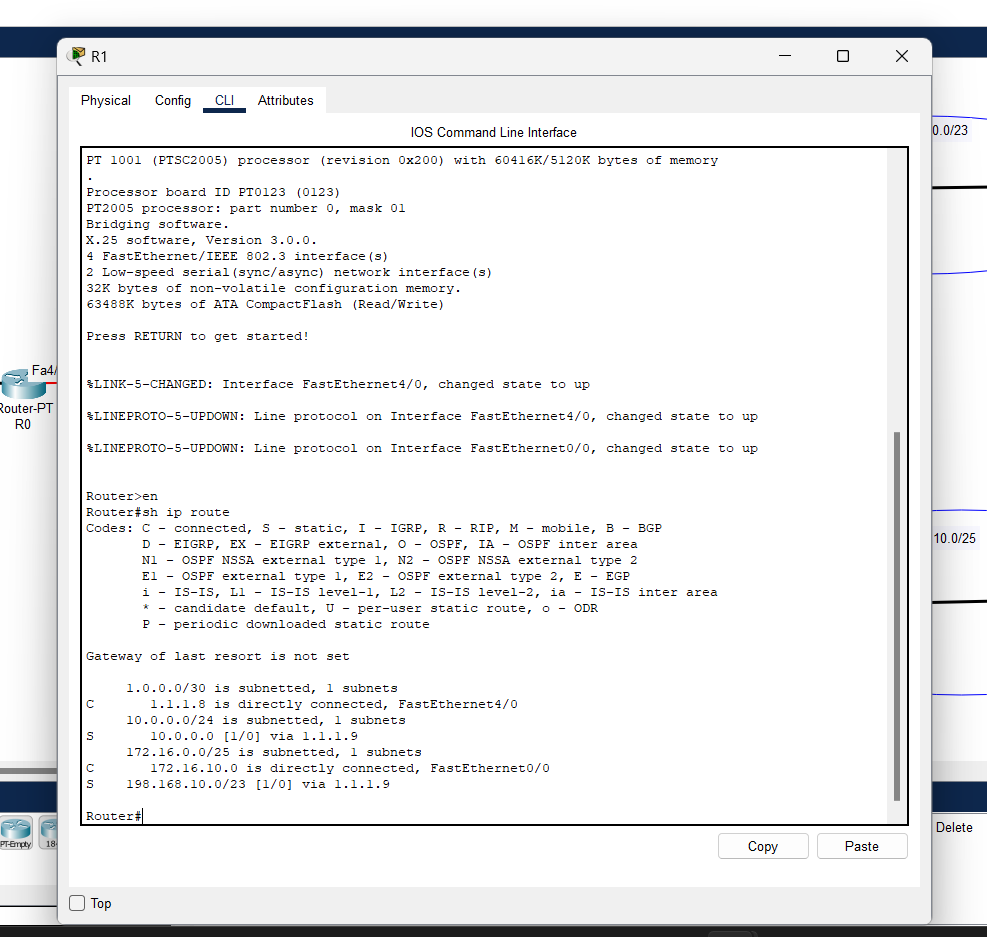 R1
Physical Config CLI Attributes
IOS Command Line Interface
PT 1001 (PTSC2005) processor (revision 0x200) with 60416K/5120K bytes of memory
.
Processor board ID PT0123 (0123)
PT2005 processor: part number 0, mask 01
Bridging software.
X.25 software, Version 3.0.0.
4 FastEthernet/IEEE 802.3 interface(s)
2 Low-speed serial(sync/async) network interface(s)
32K bytes of non-volatile configuration memory.
63488K bytes of ATA CompactFlash (Read/Write)
Press RETURN to get started!
%LINK-5-CHANGED: Interface FastEthernet4/0, changed state to up
%LINEPROTO-5-UPDOWN: Line protocol on Interface FastEthernet4/0, changed state to up
%LINEPROTO-5-UPDOWN: Line protocol on Interface FastEthernet0/0, changed state to up
Router>en
Router#sh ip route
Codes: C - connected, S - static, I - IGRP, R - RIP, M - mobile, B - BGP
D - EIGRP, EX - EIGRP external, O - OSPF, IA - OSPF inter area
N1 - OSPF NSSA external type 1, N2 - OSPF NSSA external type 2
E1 - OSPF external type 1, E2 - OSPF external type 2, E - EGP
i - IS-IS, L1 - IS-IS level-1, L2 - IS-IS level-2, ia - IS-IS inter area
* - candidate default, U - per-user static route, o - ODR
P - periodic downloaded static route
Gateway of last resort is not set
1.0.0.0/30 is subnetted, 1 subnets
C 1.1.1.8 is directly connected, FastEthernet4/0
10.0.0.0/24 is subnetted, 1 subnets
S 10.0.0.0 [1/0] via 1.1.1.9
172.16.0.0/25 is subnetted, 1 subnets
C 172.16.10.0 is directly connected, FastEthernet0/0
S 198.168.10.0/23 [1/0] via 1.1.1.9
Router#
Copy Paste
Top
Fa4/
Router-PT
R0
0.0/23
10.0/25
PT-Empty
18
Delete